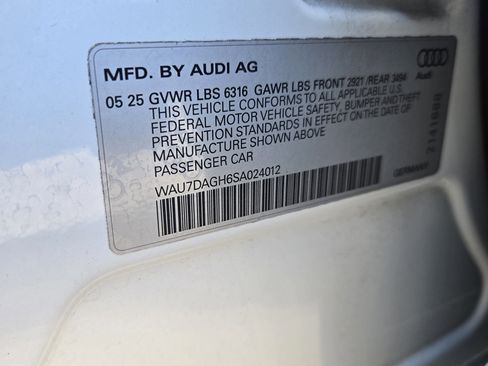 MFD. BY AUDI AG
Audi
05 25 GVWR LBS 6316 GAWR LBS FRONT 2921 /REAR 3494
THIS VEHICLE CONFORMS TO ALL APPLICABLE U.S.
FEDERAL MOTOR VEHICLE SAFETY, BUMPER AND THEFT
PREVENTION STANDARDS IN EFFECT ON THE DATE OF
MANUFACTURE SHOWN ABOVE
PASSENGER CAR
WAU7DAGH6SA024012
GERMANY